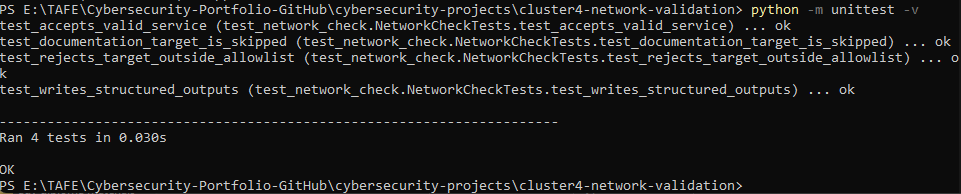 PS E:\TAFE\Cybersecurity-Portfolio-GitHub\cybersecurity-projects\cluster4-network-validation> python -m unittest -v
test_accepts_valid_service (test_network_check.NetworkCheckTests.test_accepts_valid_service) ... ok
test_documentation_target_is_skipped (test_network_check.NetworkCheckTests.test_documentation_target_is_skipped) ... ok
test_rejects_target_outside_allowlist (test_network_check.NetworkCheckTests.test_rejects_target_outside_allowlist) ... o
k
test_writes_structured_outputs (test_network_check.NetworkCheckTests.test_writes_structured_outputs) ... ok
----------------------------------------------------------------------
Ran 4 tests in 0.030s
OK
PS E:\TAFE\Cybersecurity-Portfolio-GitHub\cybersecurity-projects\cluster4-network-validation>